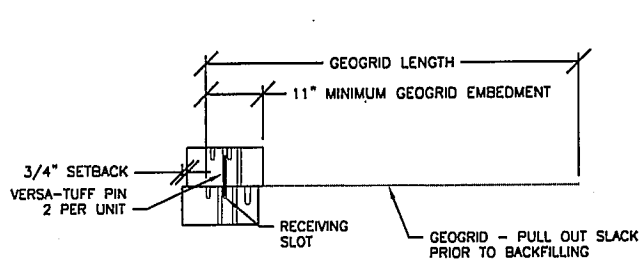 GEOGRID LENGTH
11" MINIMUM GEOGRID EMBEDMENT
3/4" SETBACK
VERSA-TUFF PIN
2 PER UNIT
RECEIVING
SLOT
GEOGRID - PULL OUT SLACK
PRIOR TO BACKFILLING